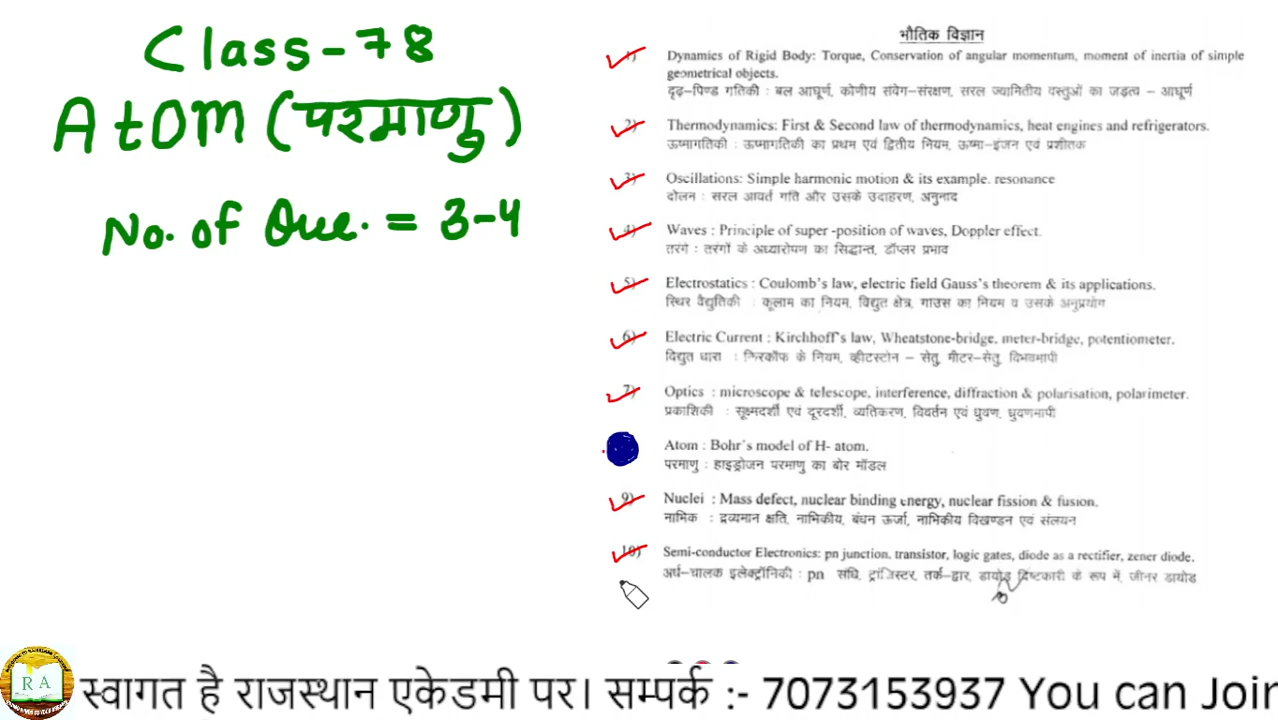 Class-78
Atom (परमाणु)
No. of Que. = 3-4
भौतिक विज्ञान
1) Dynamics of Rigid Body: Torque, Conservation of angular momentum, moment of inertia of simple
geometrical objects.
दृढ़-पिण्ड गतिकी : बल आघूर्ण, कोणीय संवेग-संरक्षण, सरल ज्यामितीय वस्तुओं का जड़त्व - आघूर्ण
2) Thermodynamics: First & Second law of thermodynamics, heat engines and refrigerators.
ऊष्मागतिकी : ऊष्मागतिकी का प्रथम एवं द्वितीय नियम, ऊष्मा-इंजन एवं प्रशीतक
3) Oscillations: Simple harmonic motion & its example. resonance
दोलन : सरल आवर्त गति और उसके उदाहरण, अनुनाद
4) Waves : Principle of super-position of waves, Doppler effect.
तरंगे : तरंगों के अध्यारोपण का सिद्धान्त, डॉप्लर प्रभाव
5) Electrostatics : Coulomb's law, electric field Gauss's theorem & its applications.
स्थिर वैद्युतिकी : कूलाम का नियम, विद्युत क्षेत्र, गाउस का नियम व उसके अनुप्रयोग
6) Electric Current : Kirchhoff's law, Wheatstone-bridge, meter-bridge, potentiometer.
विद्युत धारा : किरकॉफ के नियम, व्हीटस्टोन - सेतु, मीटर-सेतु, विभवमापी
7) Optics : microscope & telescope, interference, diffraction & polarisation, polarimeter.
प्रकाशिकी : सूक्ष्मदर्शी एवं दूरदर्शी, व्यतिकरण, विवर्तन एवं ध्रुवण, ध्रुवणमापी
Atom : Bohr's model of H- atom.
परमाणु : हाइड्रोजन परमाणु का बोर मॉडल
9) Nuclei : Mass defect, nuclear binding energy, nuclear fission & fusion.
नाभिक : द्रव्यमान क्षति, नाभिकीय, बंधन ऊर्जा, नाभिकीय विखण्डन एवं संलयन
10) Semi-conductor Electronics: pn junction, transistor, logic gates, diode as a rectifier, zener diode.
अर्ध-चालक इलेक्ट्रॉनिकी : pn संधि, ट्रांजिस्टर, तर्क-द्वार, डायोड दिष्टकारी के रूप में, जीनर डायोड
R A
स्वागत है राजस्थान एकेडमी पर। सम्पर्क :- 7073153937 You can Join